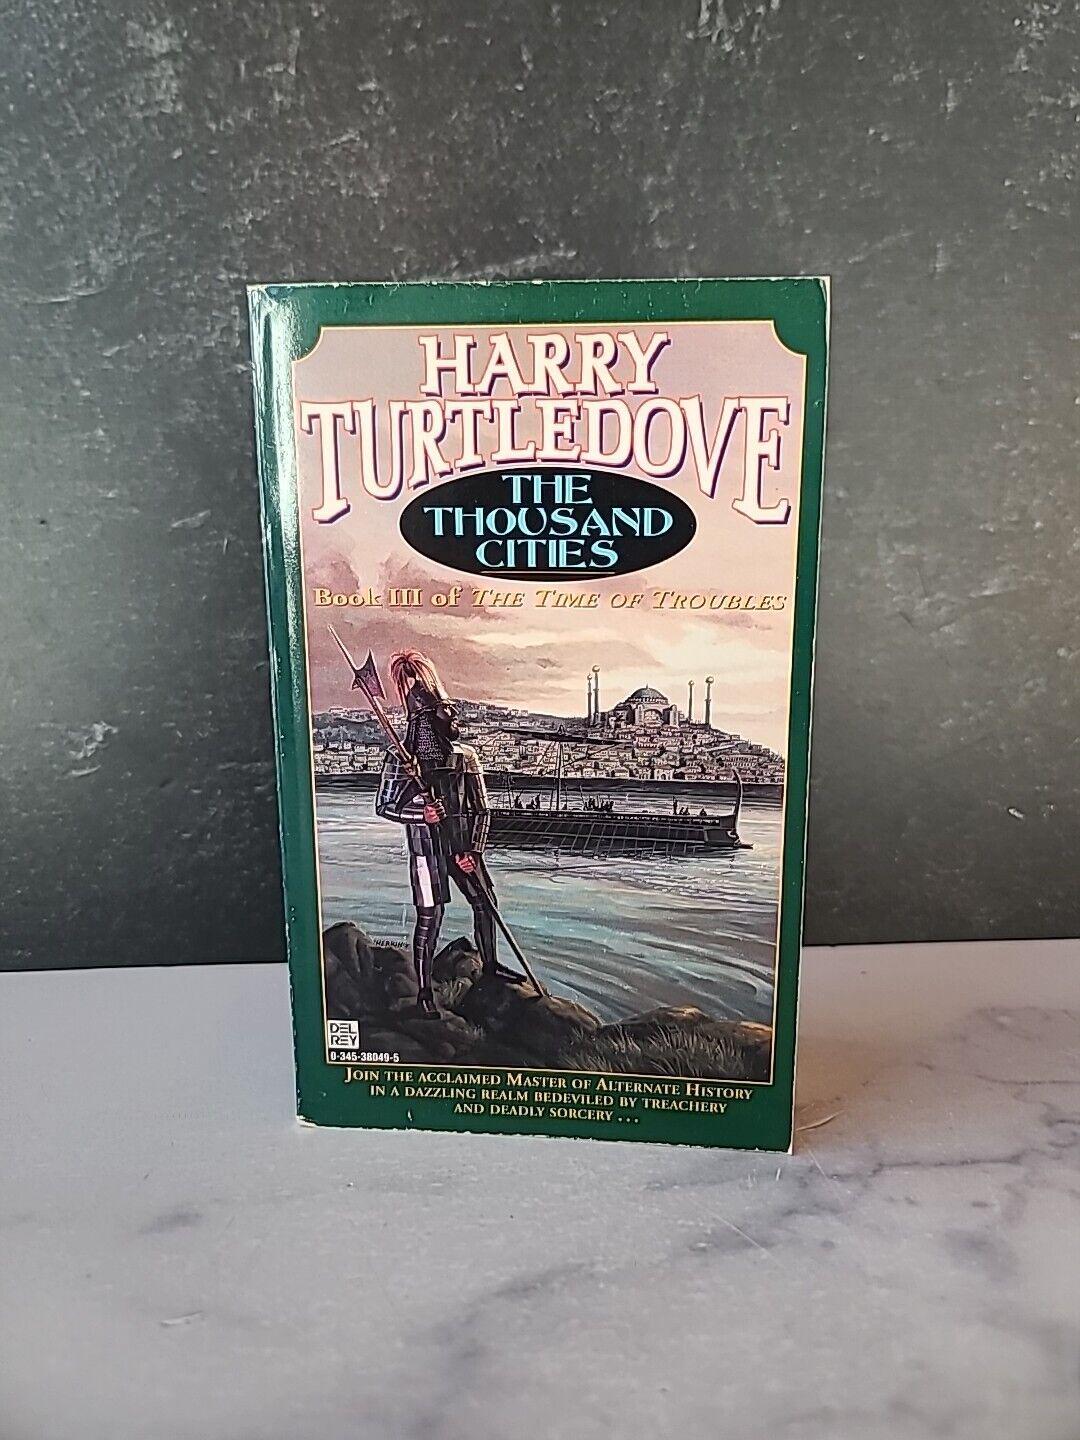 HARRY
TURTLEDOVE
THE
THOUSAND
CITIES
Book III of THE TIME OF TROUBLES
DEL
REY
0-345-38049-5
JOIN THE ACCLAIMED MASTER OF ALTERNATE HISTORY
IN A DAZZLING REALM BEDEVILED BY TREACHERY
AND DEADLY SORCERY . . .